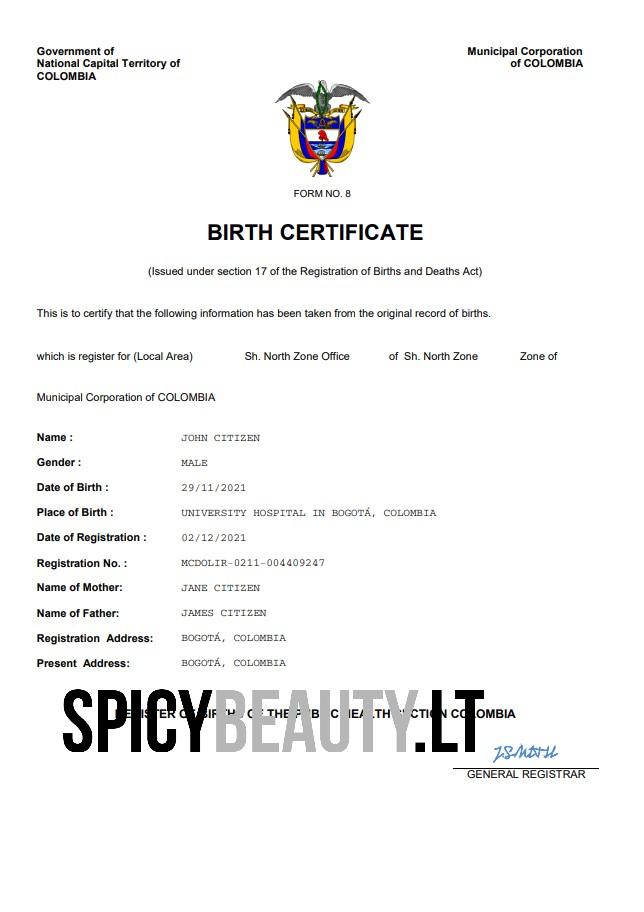 Government of
National Capital Territory of
COLOMBIA
Municipal Corporation
of COLOMBIA
FORM NO. 8
BIRTH CERTIFICATE
(Issued under section 17 of the Registration of Births and Deaths Act)
This is to certify that the following information has been taken from the original record of births.
which is register for (Local Area) Sh. North Zone Office of Sh. North Zone Zone of
Municipal Corporation of COLOMBIA
Name : JOHN CITIZEN
Gender : MALE
Date of Birth : 29/11/2021
Place of Birth : UNIVERSITY HOSPITAL IN BOGOTÁ, COLOMBIA
Date of Registration : 02/12/2021
Registration No. : MCDOLIR-0211-004409247
Name of Mother: JANE CITIZEN
Name of Father: JAMES CITIZEN
Registration Address: BOGOTÁ, COLOMBIA
Present Address: BOGOTÁ, COLOMBIA
OF THE PUBLIC HEALTH SECTION COLOMBIA
SPICYBEAUTY.LT
GENERAL REGISTRAR